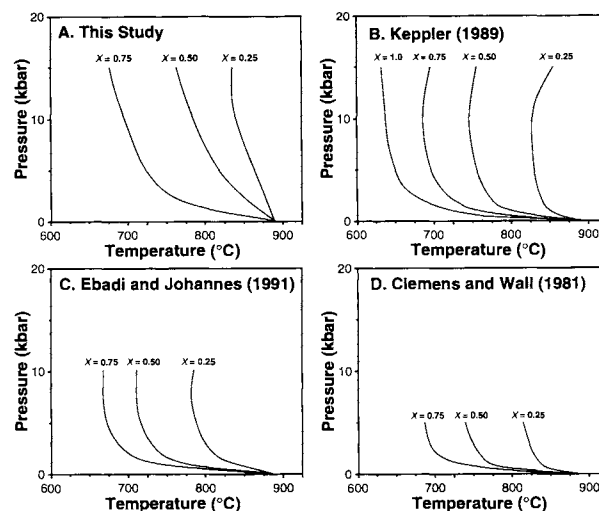 A. This Study
X = 0.75 X = 0.50 X = 0.25
Pressure (kbar)
20
10
0
600 700 800 900
Temperature (°C)
B. Keppler (1989)
X = 1.0 X = 0.75 X = 0.50 X = 0.25
Pressure (kbar)
20
10
0
600 700 800 900
Temperature (°C)
C. Ebadi and Johannes (1991)
X = 0.75 X = 0.50 X = 0.25
Pressure (kbar)
20
10
0
600 700 800 900
Temperature (°C)
D. Clemens and Wall (1981)
X = 0.75 X = 0.50 X = 0.25
Pressure (kbar)
20
10
0
600 700 800 900
Temperature (°C)